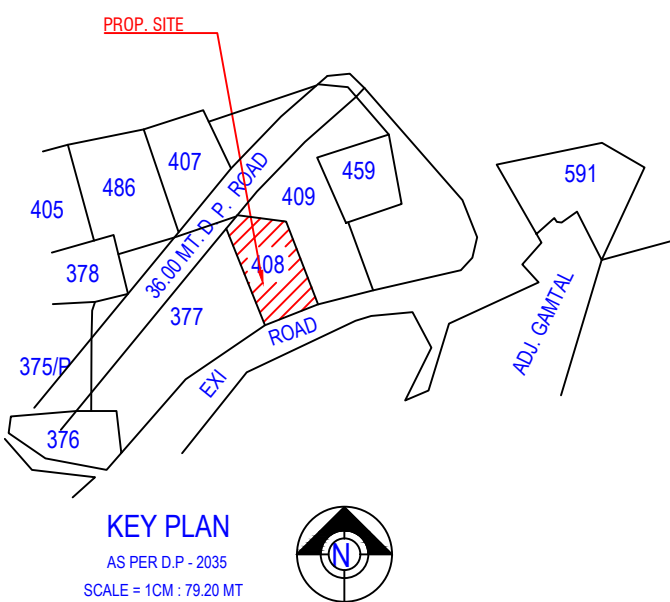 PROP. SITE
407
486
459
591
405
409
36.00 MT. D. P. ROAD
378
408
377
ROAD
EXI
ADJ. GAMTAL
375/P
376
KEY PLAN
AS PER D.P - 2035
SCALE = 1CM : 79.20 MT
N